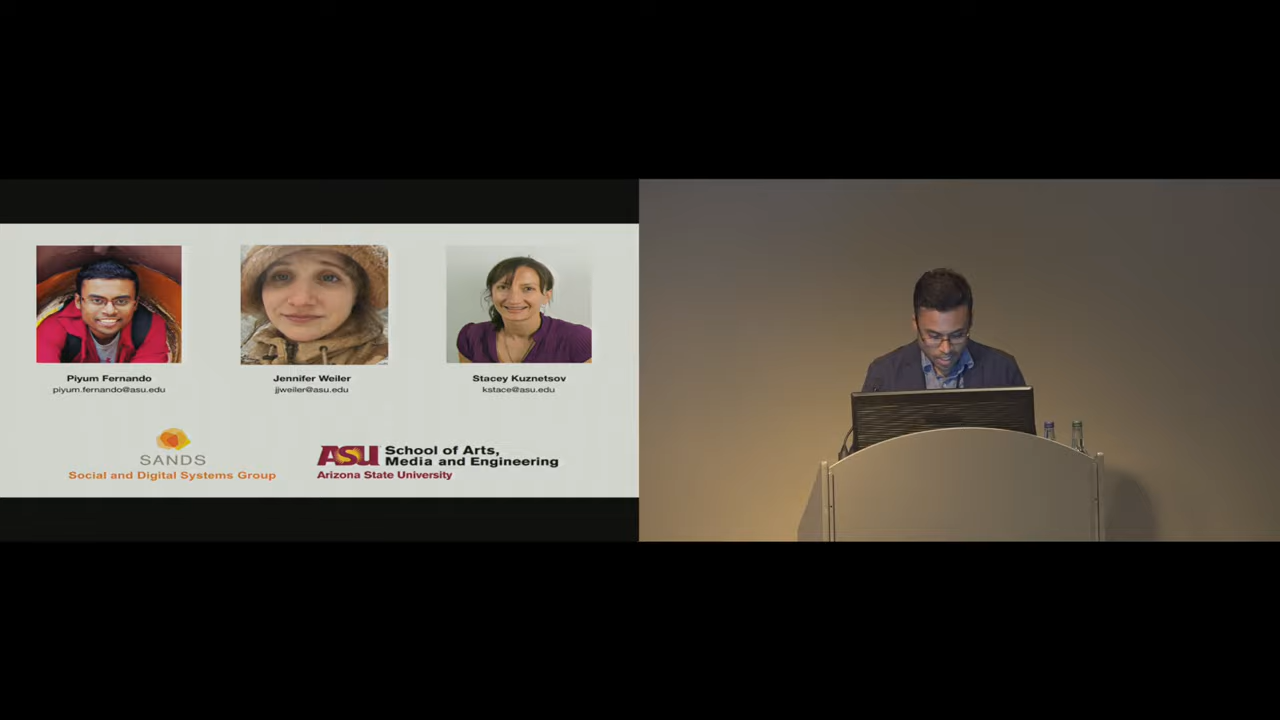 Piyum Fernando
piyum.fernando@asu.edu
Jennifer Weiler
jjweiler@asu.edu
Stacey Kuznetsov
kstace@asu.edu
SANDS
Social and Digital Systems Group
ASU School of Arts,
Media and Engineering
Arizona State University